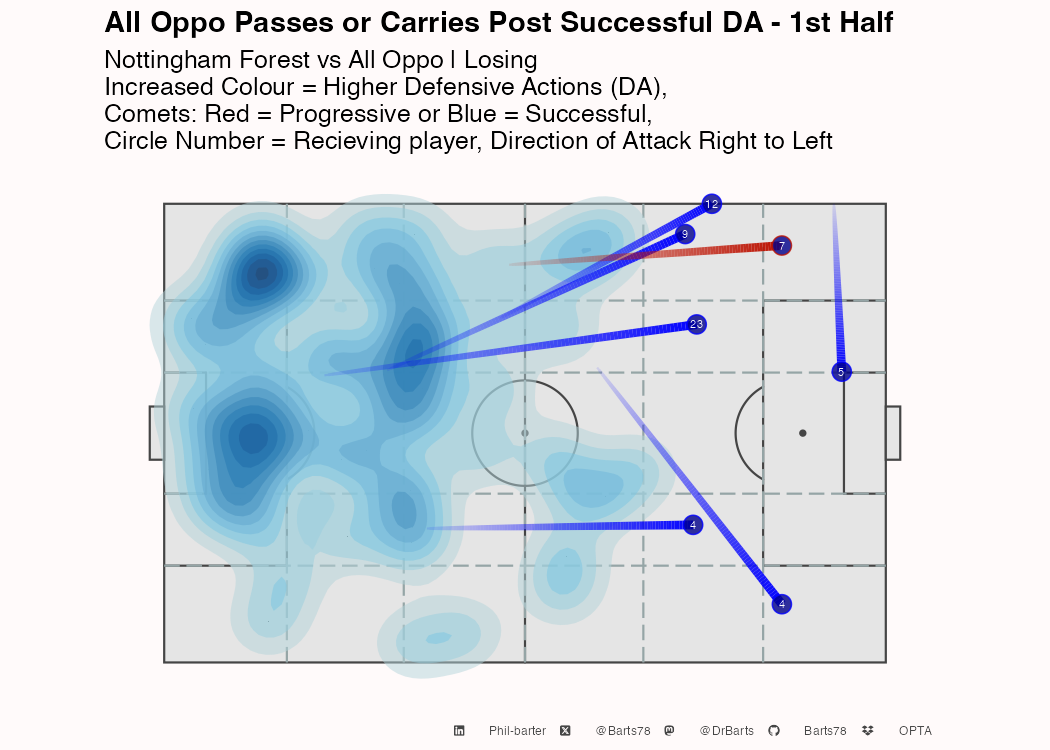 All Oppo Passes or Carries Post Successful DA - 1st Half
Nottingham Forest vs All Oppo | Losing
Increased Colour = Higher Defensive Actions (DA),
Comets: Red = Progressive or Blue = Successful,
Circle Number = Recieving player, Direction of Attack Right to Left
12
9
7
23
5
4
4
Phil-barter @Barts78 @DrBarts Barts78 OPTA